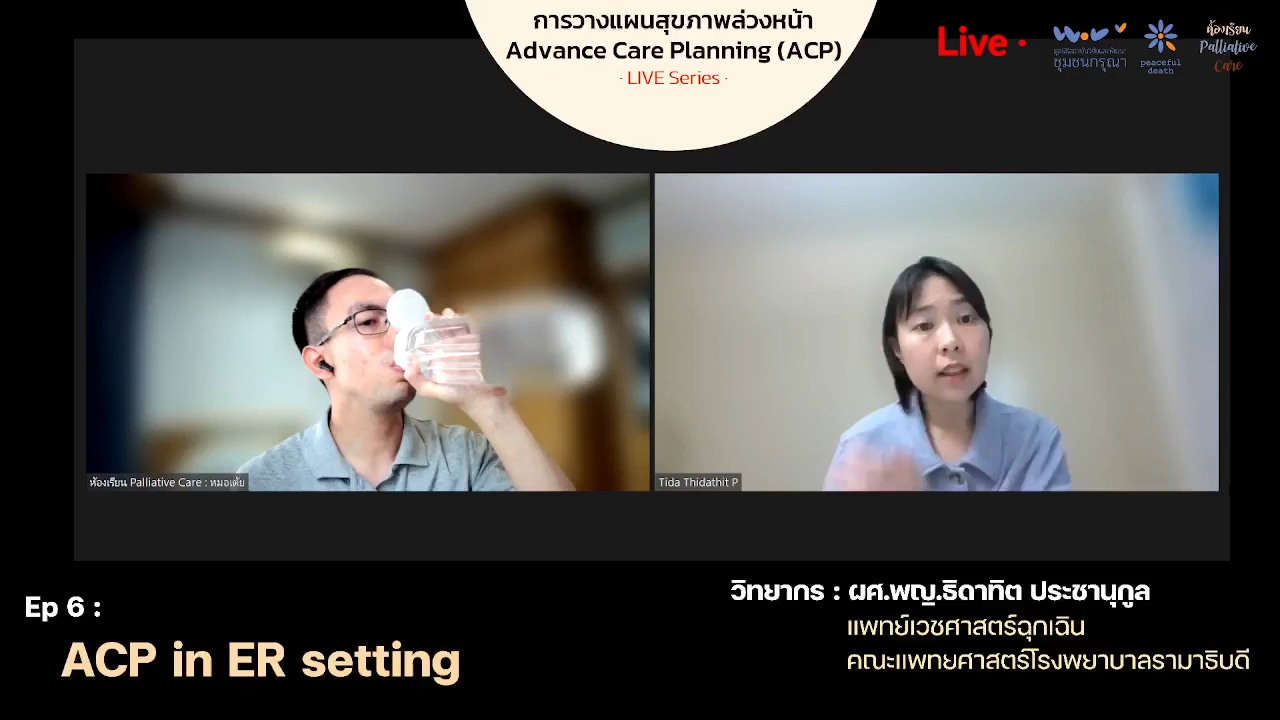 การวางแผนสุขภาพล่วงหน้า
Advance Care Planning (ACP)
· LIVE Series ·
Live ·
ชุมชนกรุณา
peaceful death
ห้องเรียน
Palliative
Care
ห้องเรียน Palliative Care : หมอเต้ย
Tida Thidathit P
Ep 6 :
ACP in ER setting
วิทยากร : ผศ.พญ.ธิดาทิต ประชานุกูล
แพทย์เวชศาสตร์ฉุกเฉิน
คณะแพทยศาสตร์โรงพยาบาลรามาธิบดี